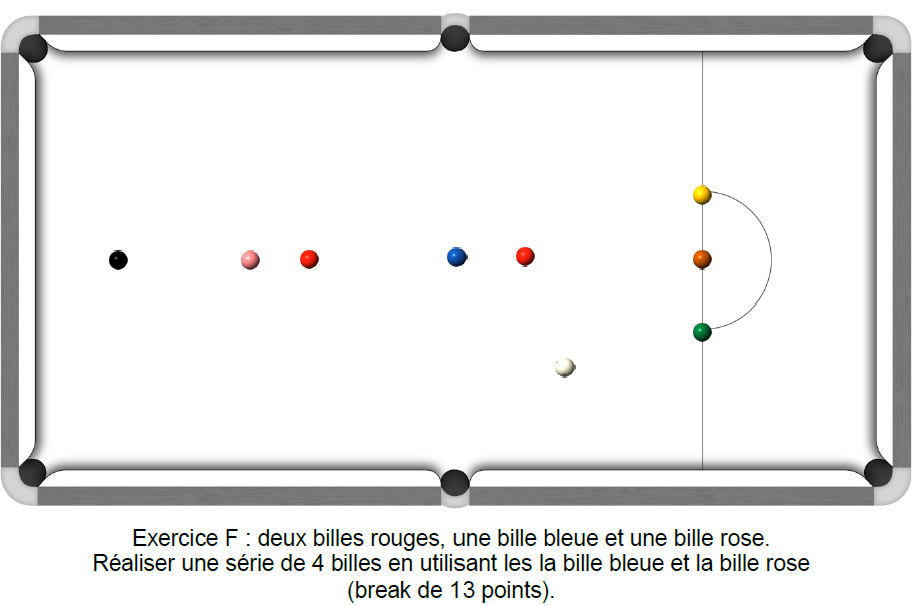 Exercice F : deux billes rouges, une bille bleue et une bille rose.
Réaliser une série de 4 billes en utilisant les la bille bleue et la bille rose
(break de 13 points).